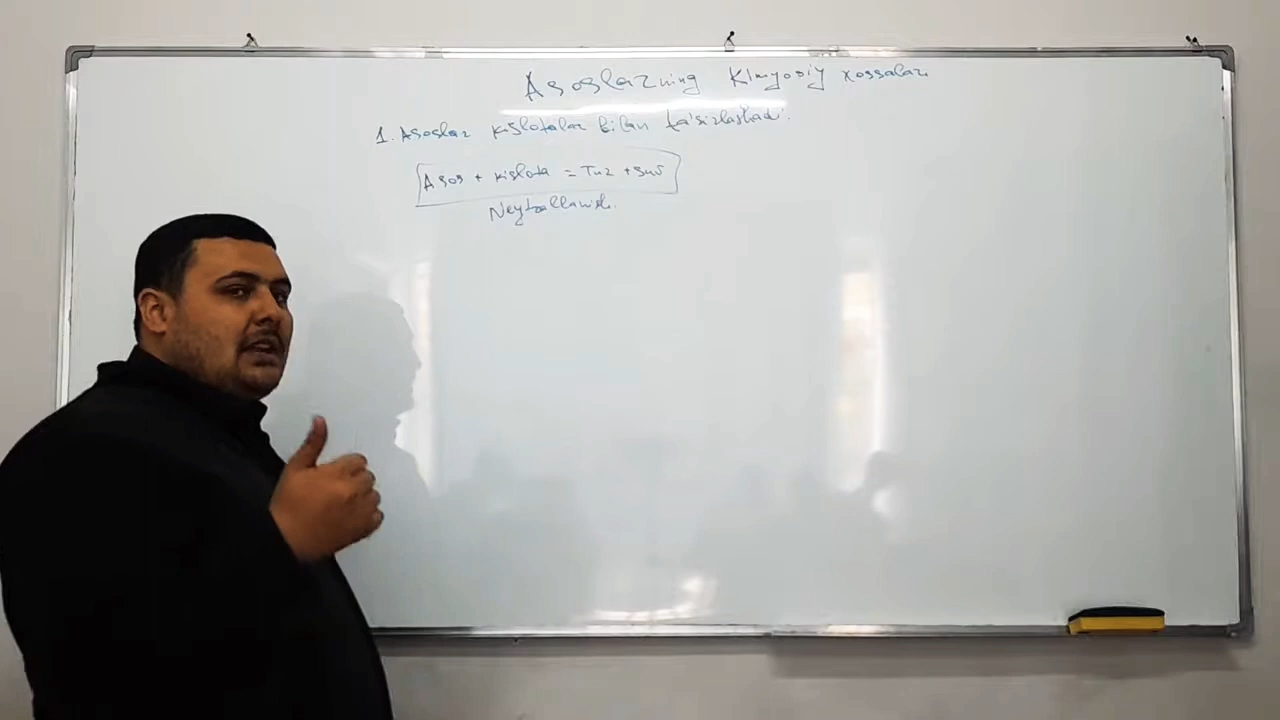 Asoslarning Kimyoviy xossalari
1. Asoslar kislotalar bilan ta'sirlashadi.
Asos + kislota = Tuz + suv
Neytrallanish.